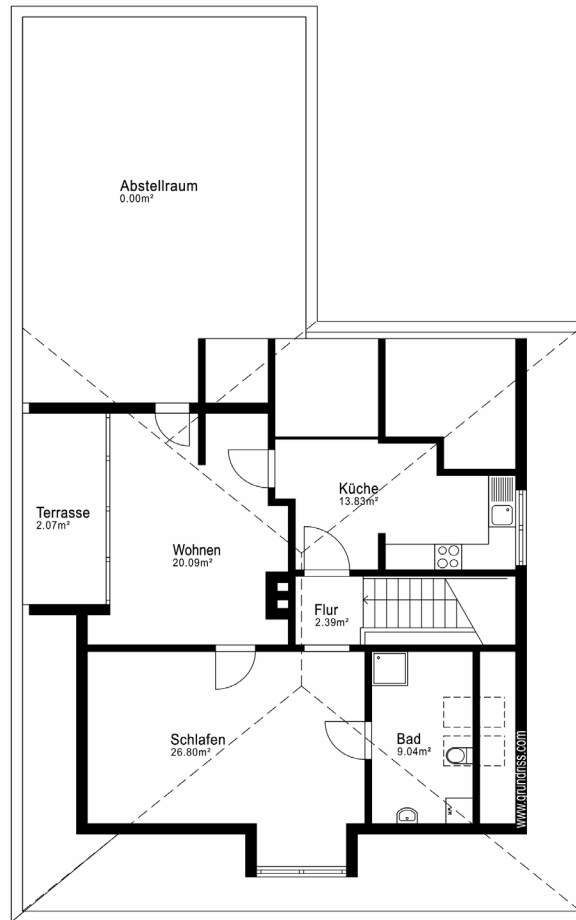 Abstellraum
0.00m²
Küche
13.83m²
Terrasse
2.07m²
Wohnen
20.09m²
Flur
2.39m²
Schlafen
26.80m²
Bad
9.04m²
www.grundriss.com